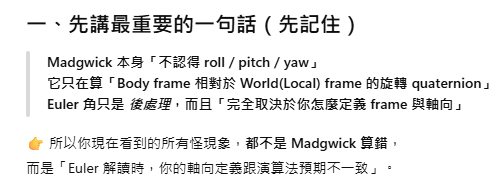 一、先講最重要的一句話（先記住）
Madgwick 本身「不認得 roll / pitch / yaw」
它只在算「Body frame 相對於 World(Local) frame 的旋轉 quaternion」
Euler 角只是 後處理，而且「完全取決於你怎麼定義 frame 與軸向」
👉 所以你現在看到的所有怪現象，都不是 Madgwick 算錯，
而是「Euler 解讀時，你的軸向定義跟演算法預期不一致」。